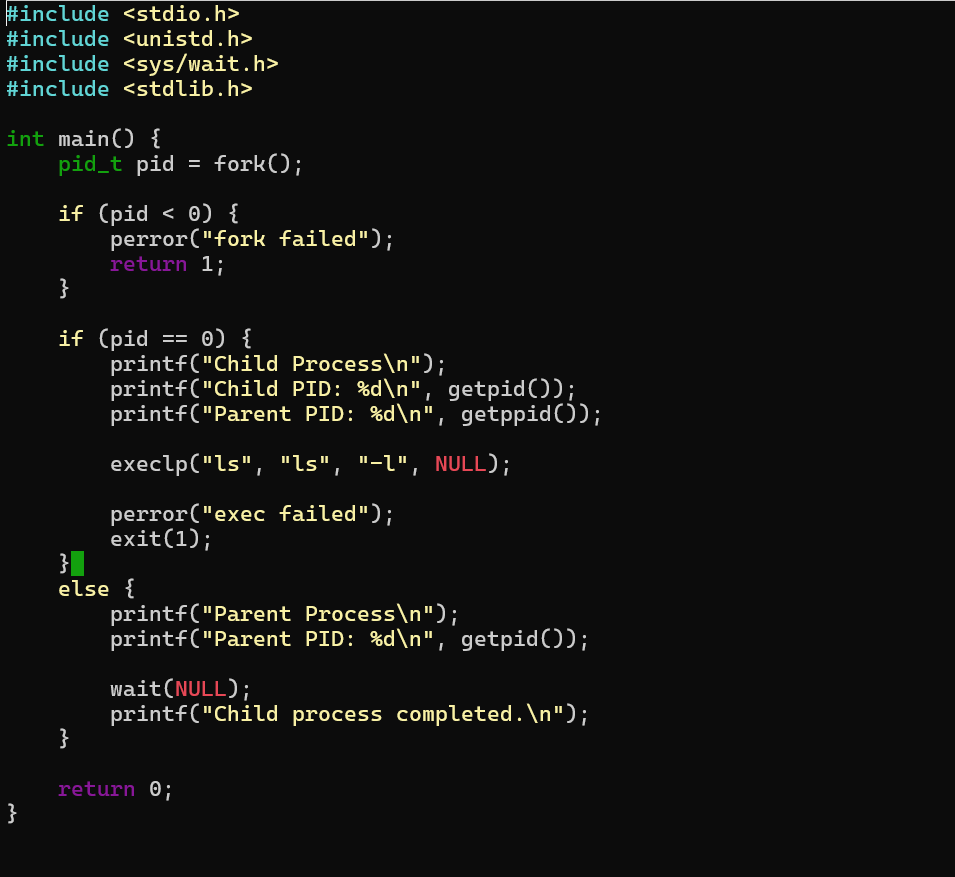 #include <stdio.h>
#include <unistd.h>
#include <sys/wait.h>
#include <stdlib.h>

int main() {
    pid_t pid = fork();

    if (pid < 0) {
        perror("fork failed");
        return 1;
    }

    if (pid == 0) {
        printf("Child Process\n");
        printf("Child PID: %d\n", getpid());
        printf("Parent PID: %d\n", getppid());

        execlp("ls", "ls", "-l", NULL);

        perror("exec failed");
        exit(1);
    }
    else {
        printf("Parent Process\n");
        printf("Parent PID: %d\n", getpid());

        wait(NULL);
        printf("Child process completed.\n");
    }

    return 0;
}